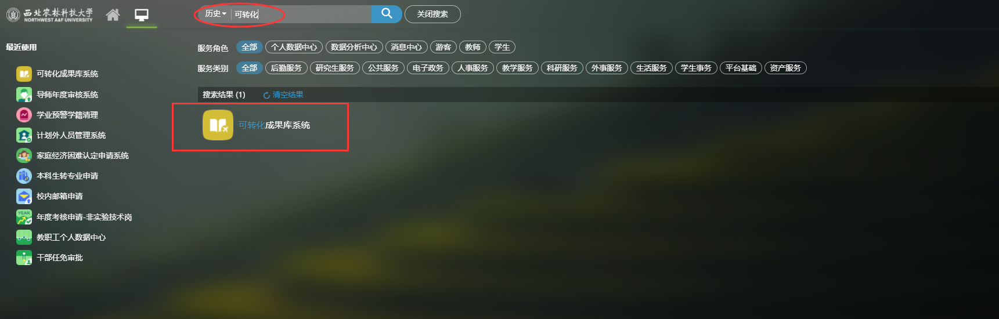 西北农林科技大学
NORTHWEST A&F UNIVERSITY
历史 可转化
关闭搜索
最近使用
可转化成果库系统
导师年度审核系统
学业预警学籍清理
计划外人员管理系统
家庭经济困难认定申请系统
本科生转专业申请
校内邮箱申请
YEAR
年度考核申请-非实验技术岗
教职工个人数据中心
干部任免审批
服务角色 全部 个人数据中心 数据分析中心 消息中心 游客 教师 学生
服务类别 全部 后勤服务 研究生服务 公共服务 电子政务 人事服务 教学服务 科研服务 外事服务 生活服务 学生事务 平台基础 资产服务
搜索结果 (1) 清空结果
可转化成果库系统